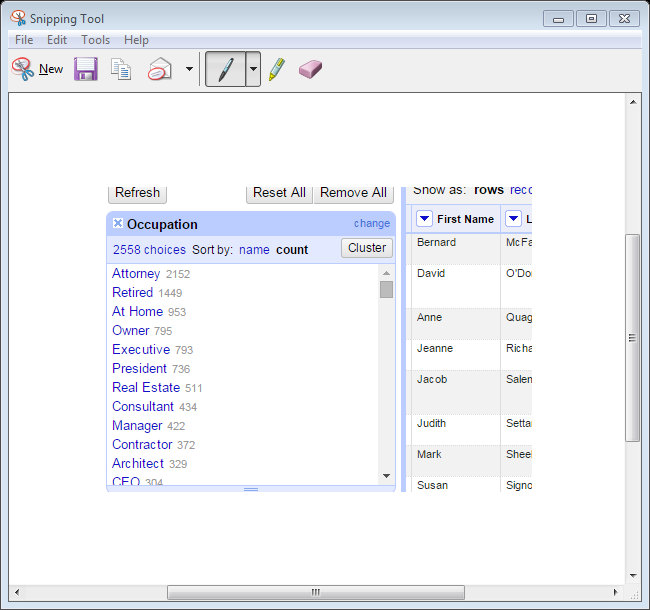 Snipping Tool
File Edit Tools Help
New
Refresh Reset All Remove All
Occupation change
2558 choices Sort by: name count Cluster
Attorney 2152
Retired 1449
At Home 953
Owner 795
Executive 793
President 736
Real Estate 511
Consultant 434
Manager 422
Contractor 372
Architect 329
CEO 304
Show as: rows reco
First Name L
Bernard McFa
David O'Do
Anne Quag
Jeanne Richa
Jacob Salen
Judith Setta
Mark Shee
Susan Signo